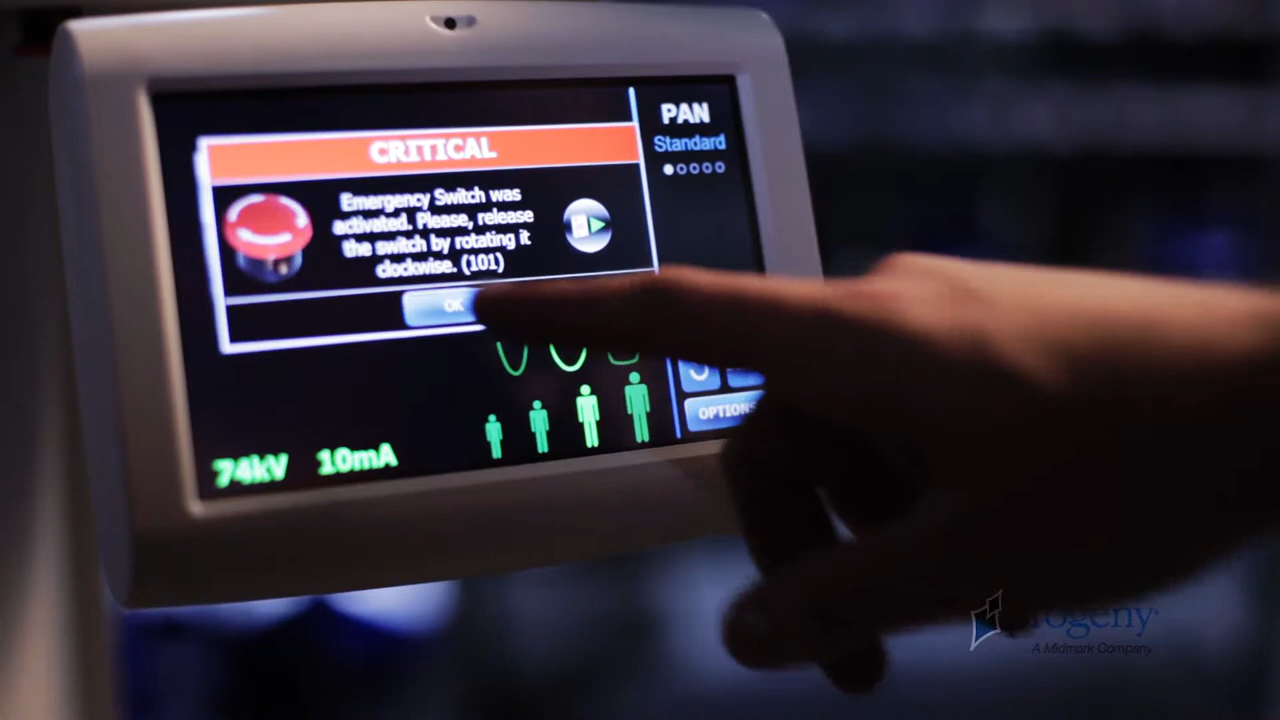 PAN
Standard
CRITICAL
Emergency Switch was
activated. Please, release
the switch by rotating it
clockwise. (101)
OK
OPTIONS
74kV 10mA
rogeny
A Midmark Company